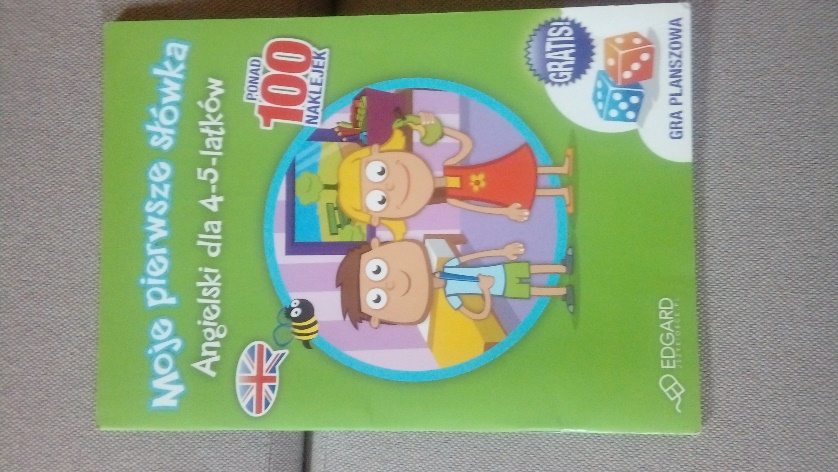 Moje pierwsze słówka
Angielski dla 4-5-latków
PONAD
100
NAKLEJEK
GRATIS!
GRA PLANSZOWA
EDGARD